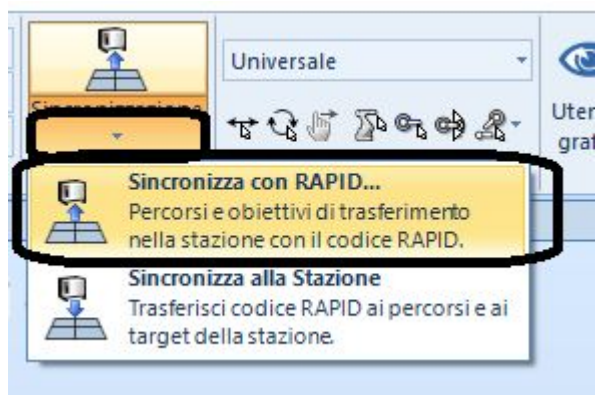 Universale
Uten
graf
Sincronizza con RAPID...
Percorsi e obiettivi di trasferimento
nella stazione con il codice RAPID.
Sincronizza alla Stazione
Trasferisci codice RAPID ai percorsi e ai
target della stazione.